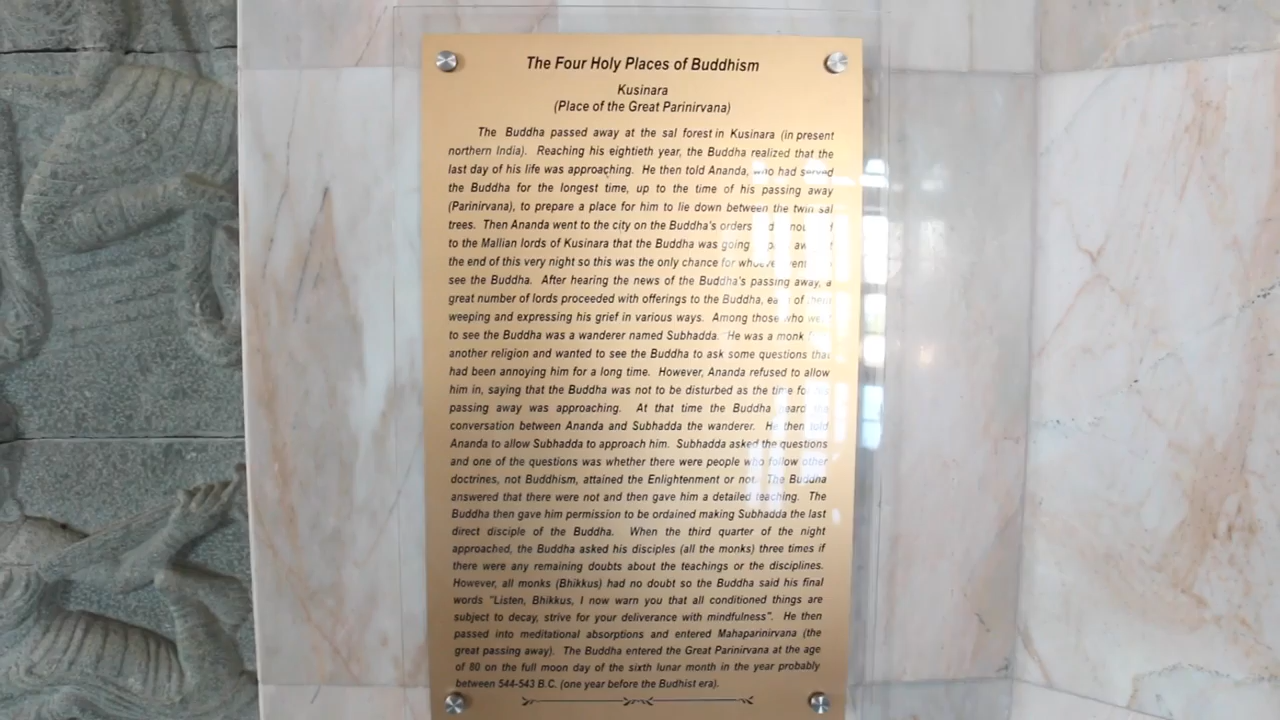 The Four Holy Places of Buddhism
Kusinara
(Place of the Great Parinirvana)
The Buddha passed away at the sal forest in Kusinara (in present
northern India). Reaching his eightieth year, the Buddha realized that the
last day of his life was approaching. He then told Ananda, who had served
the Buddha for the longest time, up to the time of his passing away
(Parinirvana), to prepare a place for him to lie down between the twin sal
trees. Then Ananda went to the city on the Buddha's orders
to the Mallian lords of Kusinara that the Buddha was going
the end of this very night so this was the only chance for whoever
see the Buddha. After hearing the news of the Buddha's passing away, a
great number of lords proceeded with offerings to the Buddha, each of them
weeping and expressing his grief in various ways. Among those who went
to see the Buddha was a wanderer named Subhadda. He was a monk
another religion and wanted to see the Buddha to ask some questions that
had been annoying him for a long time. However, Ananda refused to allow
him in, saying that the Buddha was not to be disturbed as the time for his
passing away was approaching. At that time the Buddha heard the
conversation between Ananda and Subhadda the wanderer. He then told
Ananda to allow Subhadda to approach him. Subhadda asked the questions
and one of the questions was whether there were people who follow other
doctrines, not Buddhism, attained the Enlightenment or not. The Buddha
answered that there were not and then gave him a detailed teaching. The
Buddha then gave him permission to be ordained making Subhadda the last
direct disciple of the Buddha. When the third quarter of the night
approached, the Buddha asked his disciples (all the monks) three times if
there were any remaining doubts about the teachings or the disciplines.
However, all monks (Bhikkus) had no doubt so the Buddha said his final
words "Listen, Bhikkus, I now warn you that all conditioned things are
subject to decay, strive for your deliverance with mindfulness". He then
passed into meditational absorptions and entered Mahaparinirvana (the
great passing away). The Buddha entered the Great Parinirvana at the age
of 80 on the full moon day of the sixth lunar month in the year probably
between 544-543 B.C. (one year before the Budhist era).